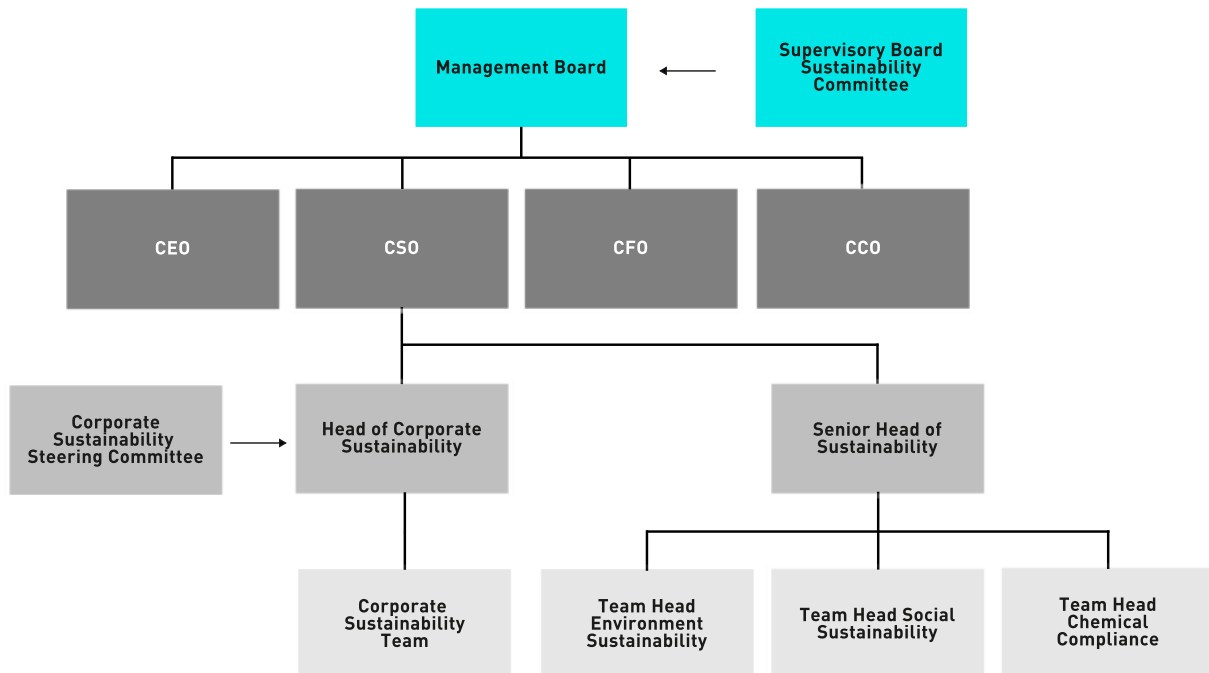 Management Board
Supervisory Board
Sustainability
Committee
CEO
CSO
CFO
CCO
Corporate
Sustainability
Steering Committee
Head of Corporate
Sustainability
Senior Head of
Sustainability
Corporate
Sustainability
Team
Team Head
Environment
Sustainability
Team Head Social
Sustainability
Team Head
Chemical
Compliance